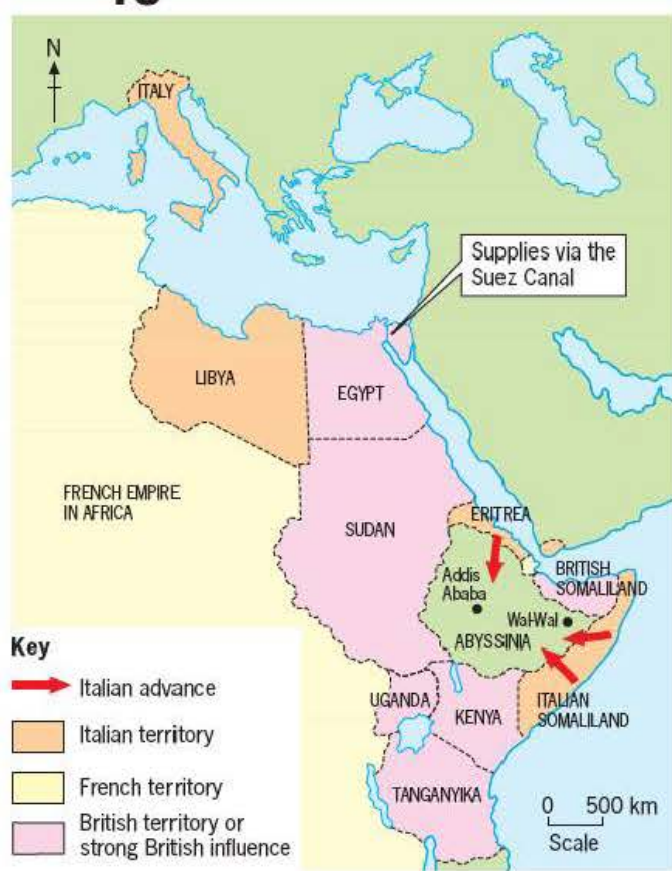 N
ITALY
Supplies via the
Suez Canal
LIBYA
EGYPT
FRENCH EMPIRE
IN AFRICA
SUDAN
ERITREA
Addis
Ababa
BRITISH
SOMALILAND
Wal-Wal
ABYSSINIA
UGANDA
KENYA
ITALIAN
SOMALILAND
TANGANYIKA
Key
Italian advance
Italian territory
French territory
British territory or
strong British influence
0 500 km
Scale